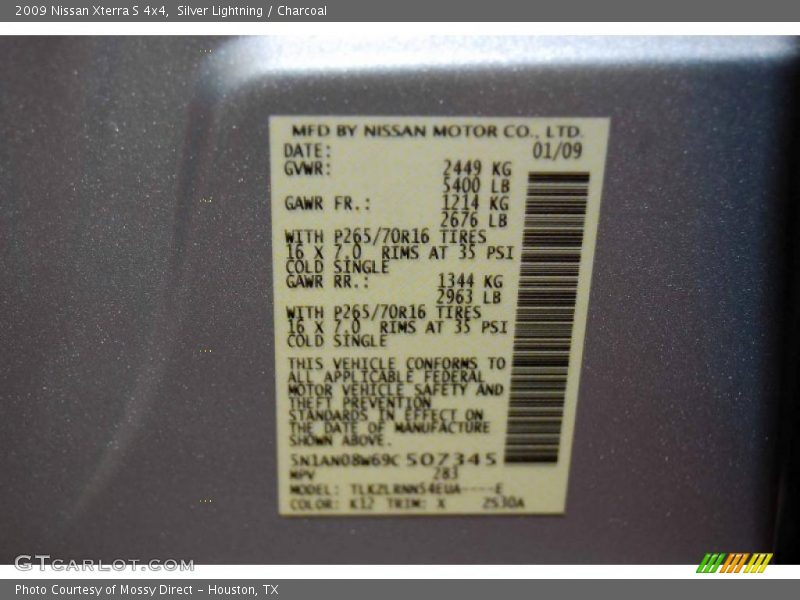 2009 Nissan Xterra S 4x4,  Silver Lightning / Charcoal
MFD BY NISSAN MOTOR CO., LTD.
DATE: 01/09
GVWR: 2449 KG
5400 LB
GAWR FR.: 1214 KG
2676 LB
WITH P265/70R16 TIRES
16 X 7.0 RIMS AT 35 PSI
COLD SINGLE
GAWR RR.: 1344 KG
2963 LB
WITH P265/70R16 TIRES
16 X 7.0 RIMS AT 35 PSI
COLD SINGLE
THIS VEHICLE CONFORMS TO
ALL APPLICABLE FEDERAL
MOTOR VEHICLE SAFETY AND
THEFT PREVENTION
STANDARDS IN EFFECT ON
THE DATE OF MANUFACTURE
SHOWN ABOVE.
5N1AN08W69C507345
MPV 283
MODEL: TLKZLRNN54EUA----E
COLOR: K12 TRIM: X 2530A
GTCARLOT.COM
Photo Courtesy of Mossy Direct – Houston, TX